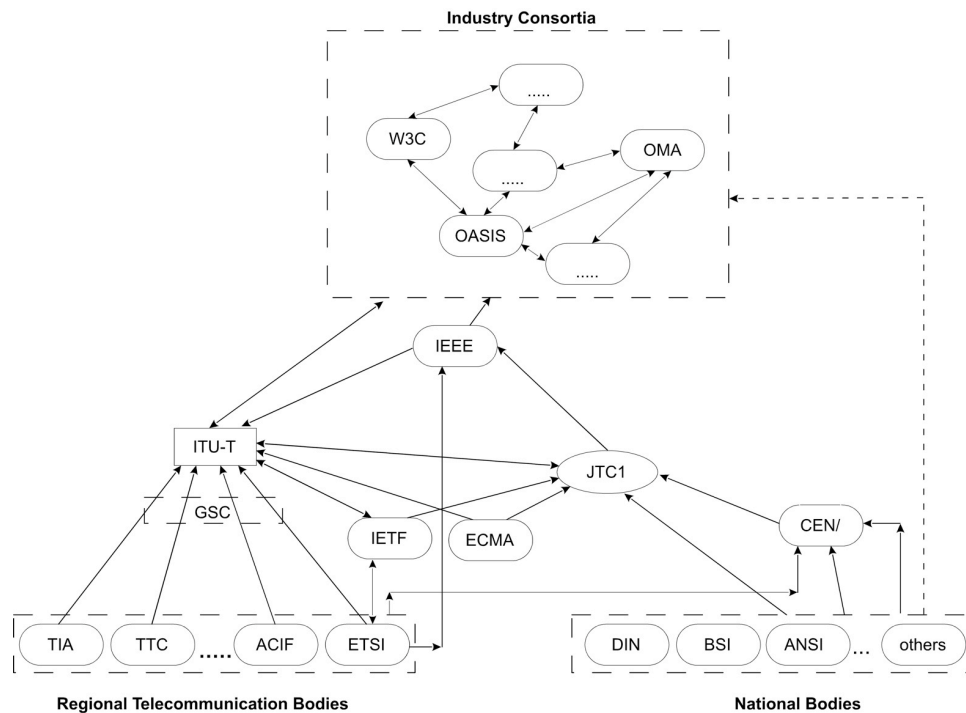 Industry Consortia
.....
W3C
OMA
.....
OASIS
.....
IEEE
ITU-T
JTC1
GSC
CEN/
IETF
ECMA
TIA
TTC
.....
ACIF
ETSI
DIN
BSI
ANSI
...
others
Regional Telecommunication Bodies
National Bodies